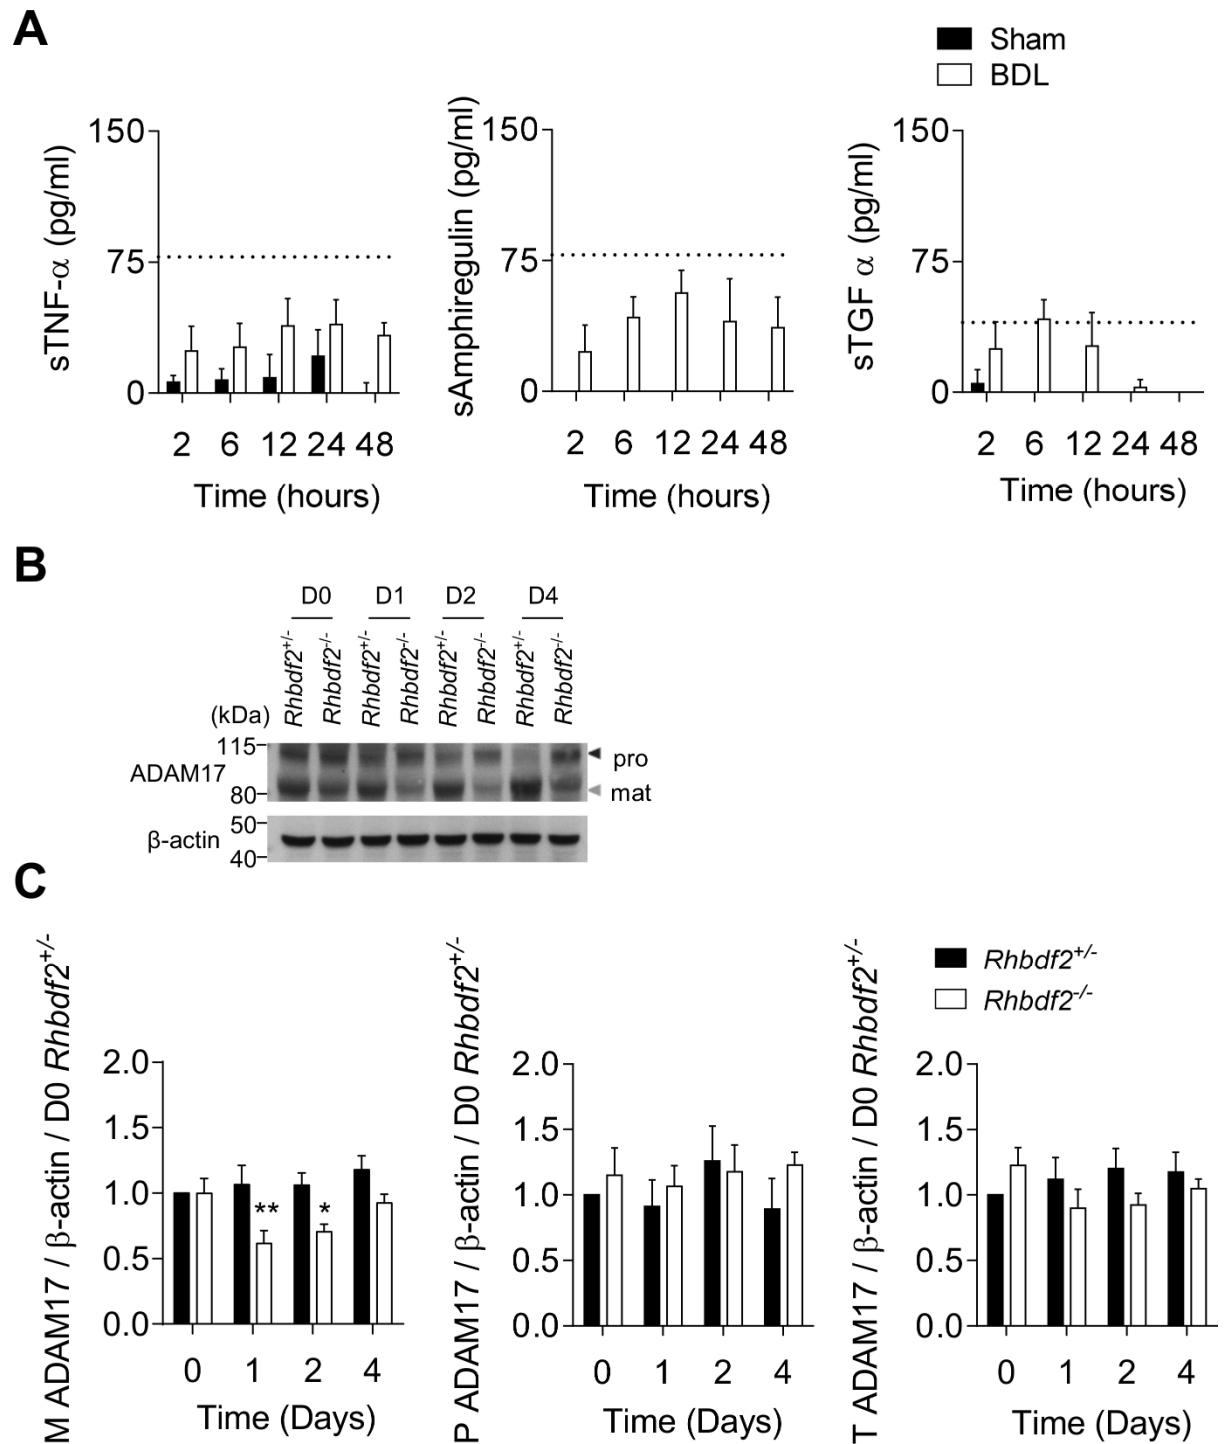 A
Sham
BDL
sTNF-α (pg/ml)
150
75
0
2 6 12 24 48
Time (hours)
sAmphiregulin (pg/ml)
150
75
0
2 6 12 24 48
Time (hours)
sTGF α (pg/ml)
150
75
0
2 6 12 24 48
Time (hours)
B
D0 D1 D2 D4
Rhbdf2+/- Rhbdf2-/- Rhbdf2+/- Rhbdf2-/- Rhbdf2+/- Rhbdf2-/- Rhbdf2+/- Rhbdf2-/-
(kDa)
115
ADAM17
80
pro
mat
50
β-actin
40
C
Rhbdf2+/-
Rhbdf2-/-
M ADAM17 / β-actin / D0 Rhbdf2+/-
2.0
1.5
1.0
0.5
0.0
** *
0 1 2 4
Time (Days)
P ADAM17 / β-actin / D0 Rhbdf2+/-
2.0
1.5
1.0
0.5
0.0
0 1 2 4
Time (Days)
T ADAM17 / β-actin / D0 Rhbdf2+/-
2.0
1.5
1.0
0.5
0.0
0 1 2 4
Time (Days)